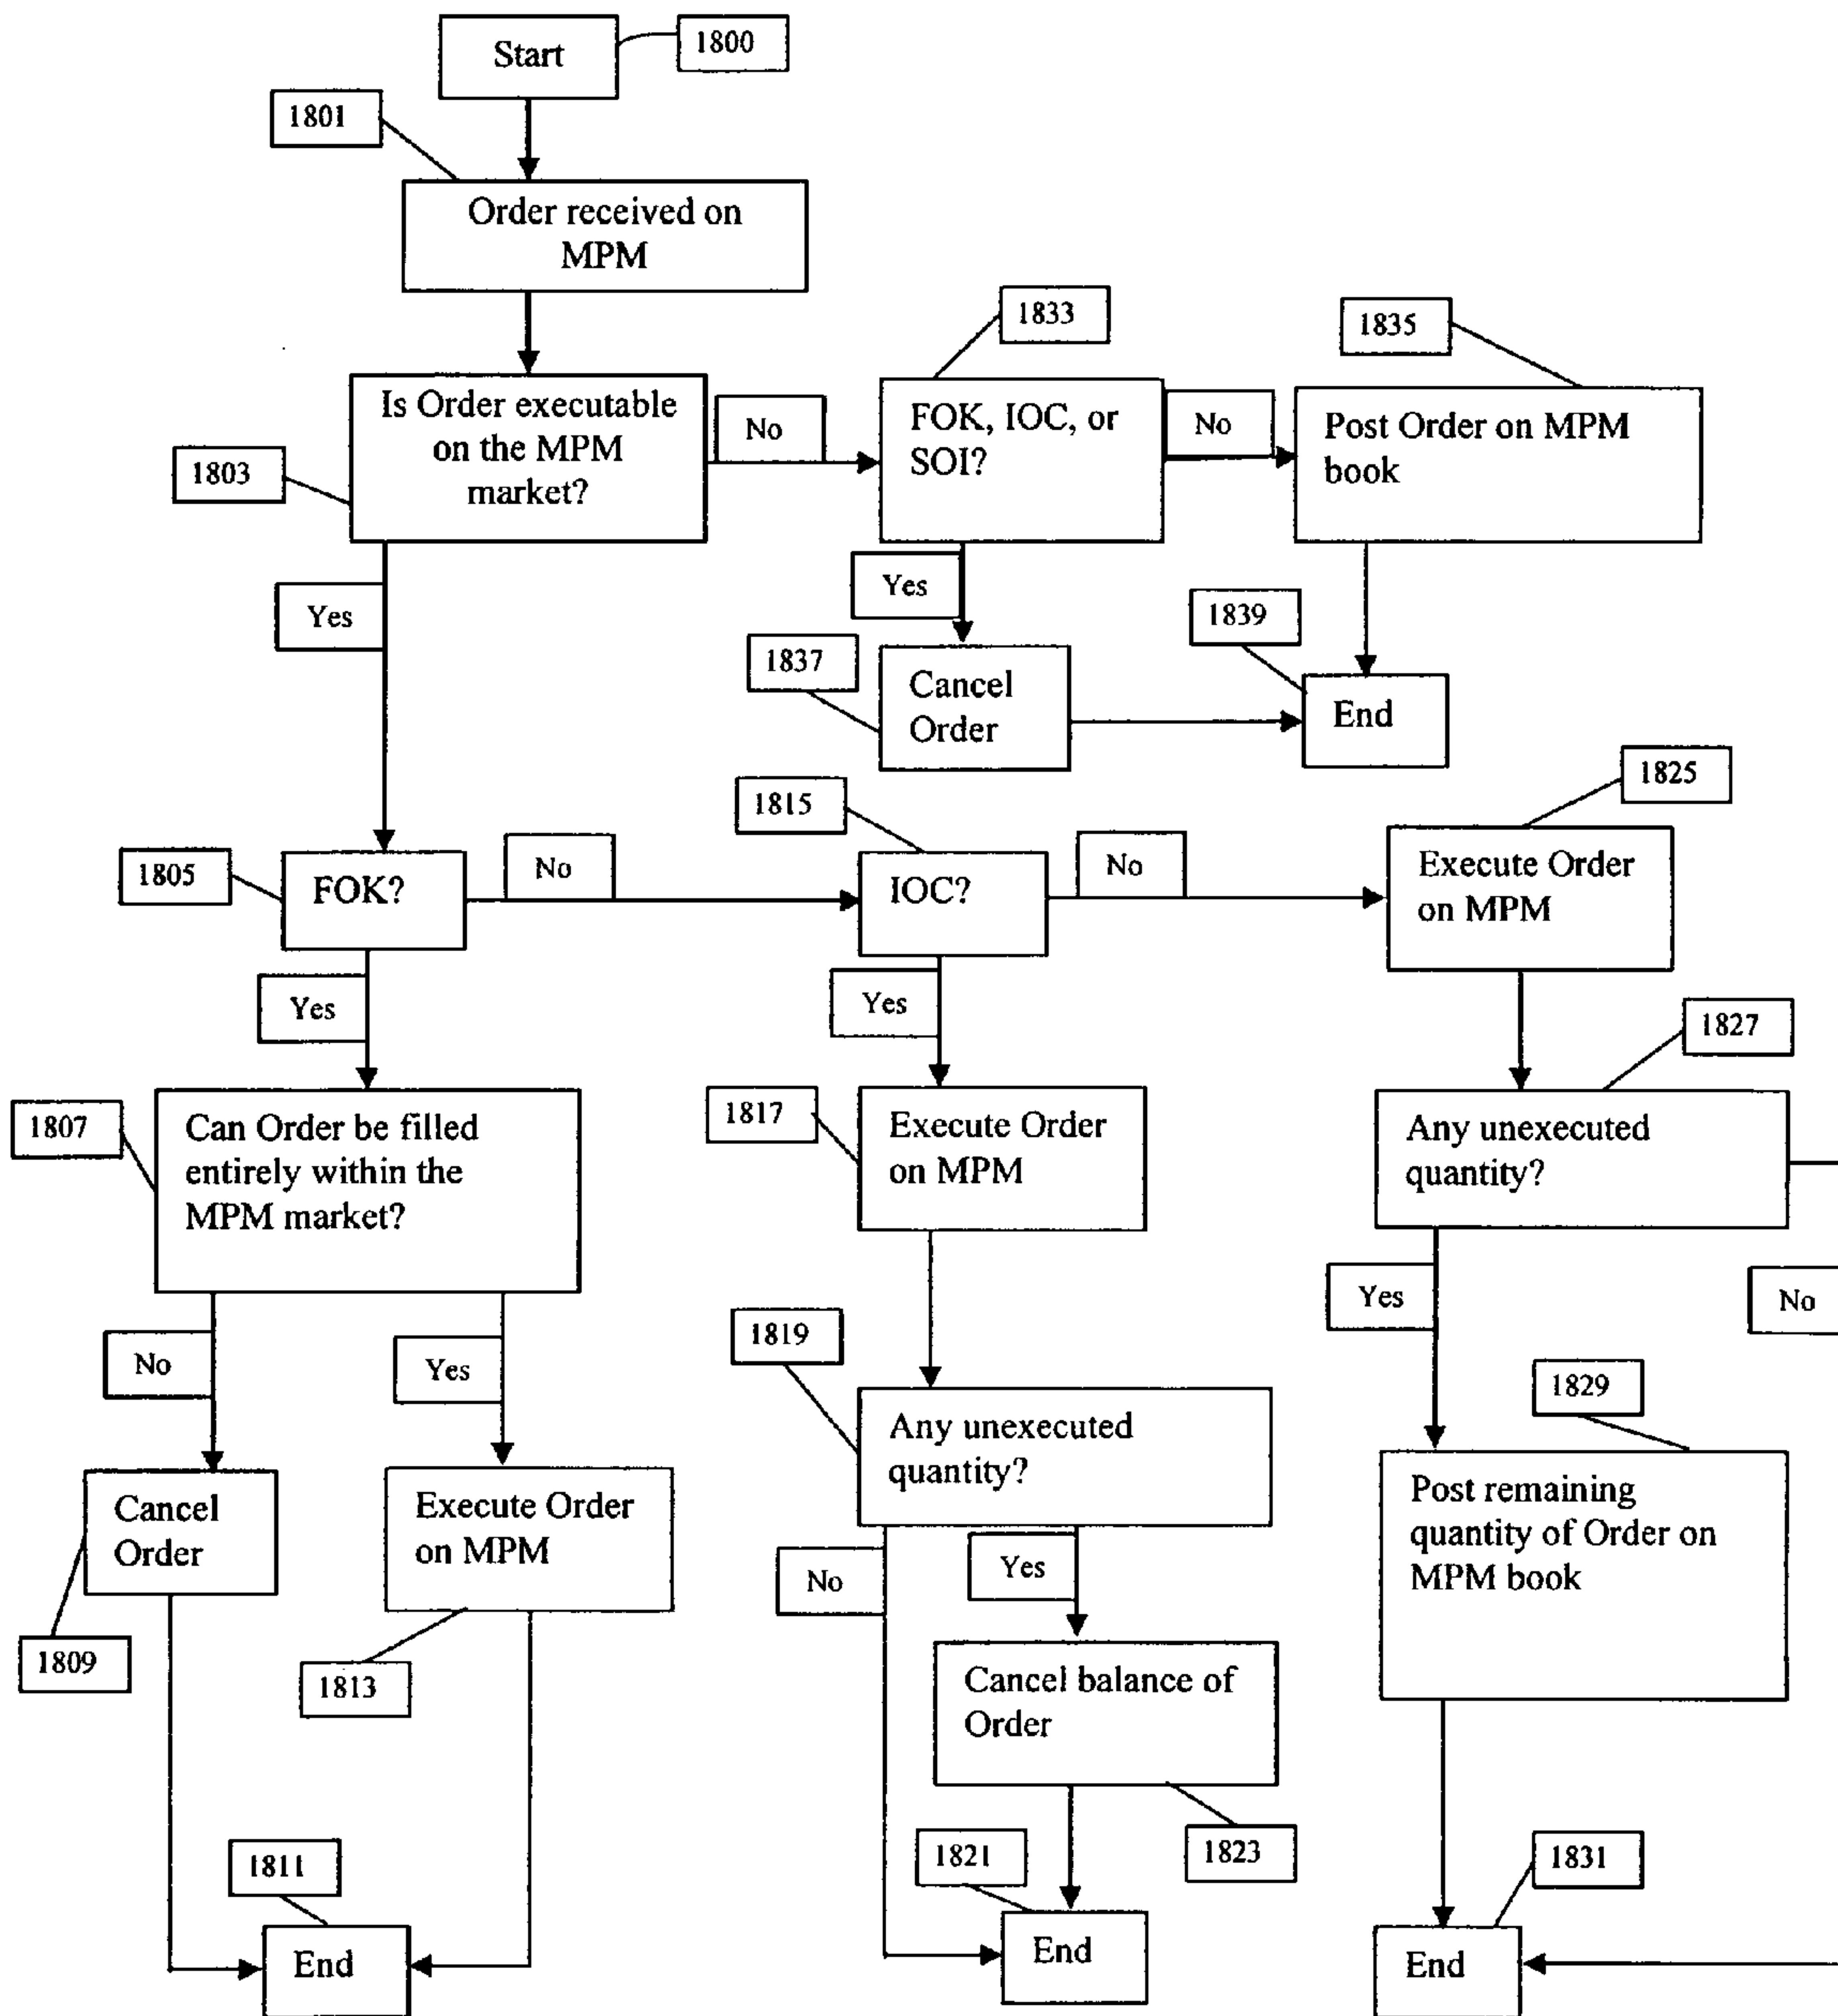 Start
1800
1801
Order received on
MPM
1833
1835
Is Order executable
on the MPM
market?
No
FOK, IOC, or
SOI?
No
Post Order on MPM
book
1803
Yes
Yes
1839
1837
Cancel
Order
End
1825
1815
1805
FOK?
No
IOC?
No
Execute Order
on MPM
Yes
Yes
1827
1807
Can Order be filled
entirely within the
MPM market?
1817
Execute Order
on MPM
Any unexecuted
quantity?
Yes
No
No
Yes
1819
1829
Any unexecuted
quantity?
Cancel
Order
Execute Order
on MPM
Post remaining
quantity of Order on
MPM book
No
Yes
1809
1813
Cancel balance of
Order
1811
1821
1823
1831
End
End
End